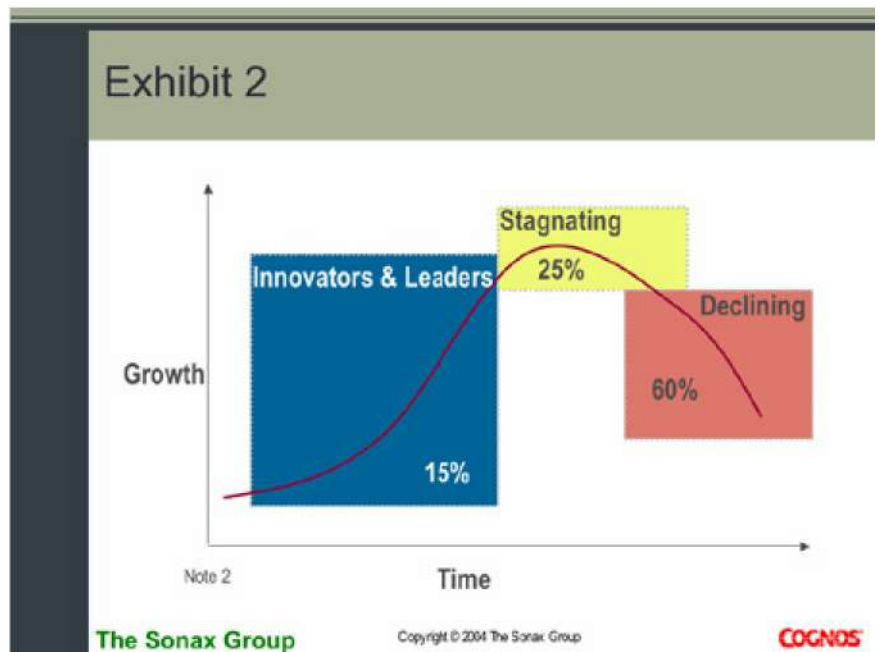 Exhibit 2
Stagnating
25%
Innovators & Leaders
Declining
Growth
60%
15%
Note 2
Time
The Sonax Group
Copyright © 2004 The Sonax Group
COGNOS